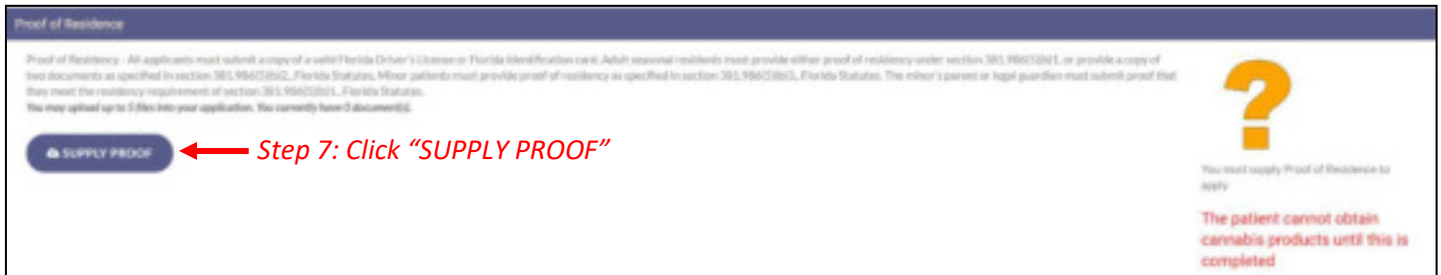 Proof of Residence
Proof of Residency - All applicants must submit a copy of a valid Florida Driver's License or Florida Identification card. Adult seasonal residents must provide either proof of residency under section 381.986(5)(b)1, or provide a copy of
two documents as specified in section 381.986(5)(b)2., Florida Statutes. Minor patients must provide proof of residency as specified in section 381.986(5)(b)3., Florida Statutes. The minor's parent or legal guardian must submit proof that
they meet the residency requirement of section 381.986(5)(b)1., Florida Statutes.
You may upload up to 5 files into your application. You currently have 0 document(s).
SUPPLY PROOF
Step 7: Click “SUPPLY PROOF”
?
You must supply Proof of Residence to
apply
The patient cannot obtain
cannabis products until this is
completed